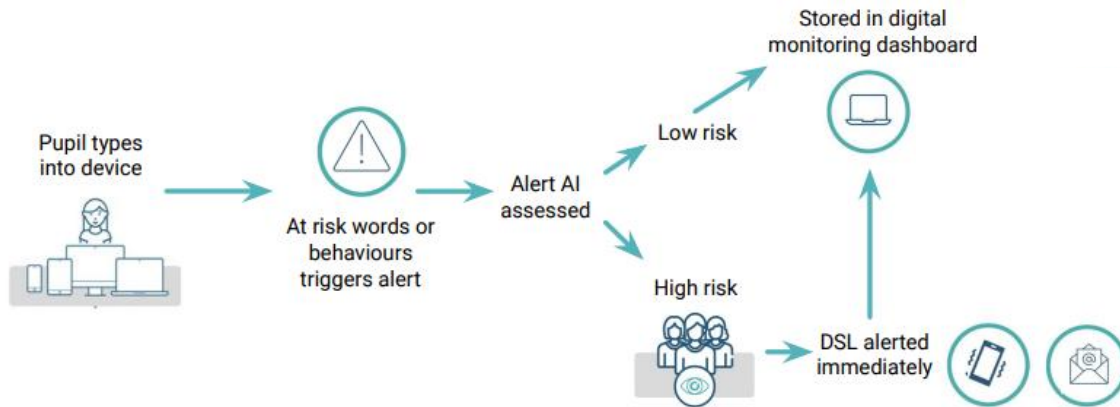 Pupil types
into device
At risk words or
behaviours
triggers alert
Alert AI
assessed
Low risk
Stored in digital
monitoring dashboard
High risk
DSL alerted
immediately
@